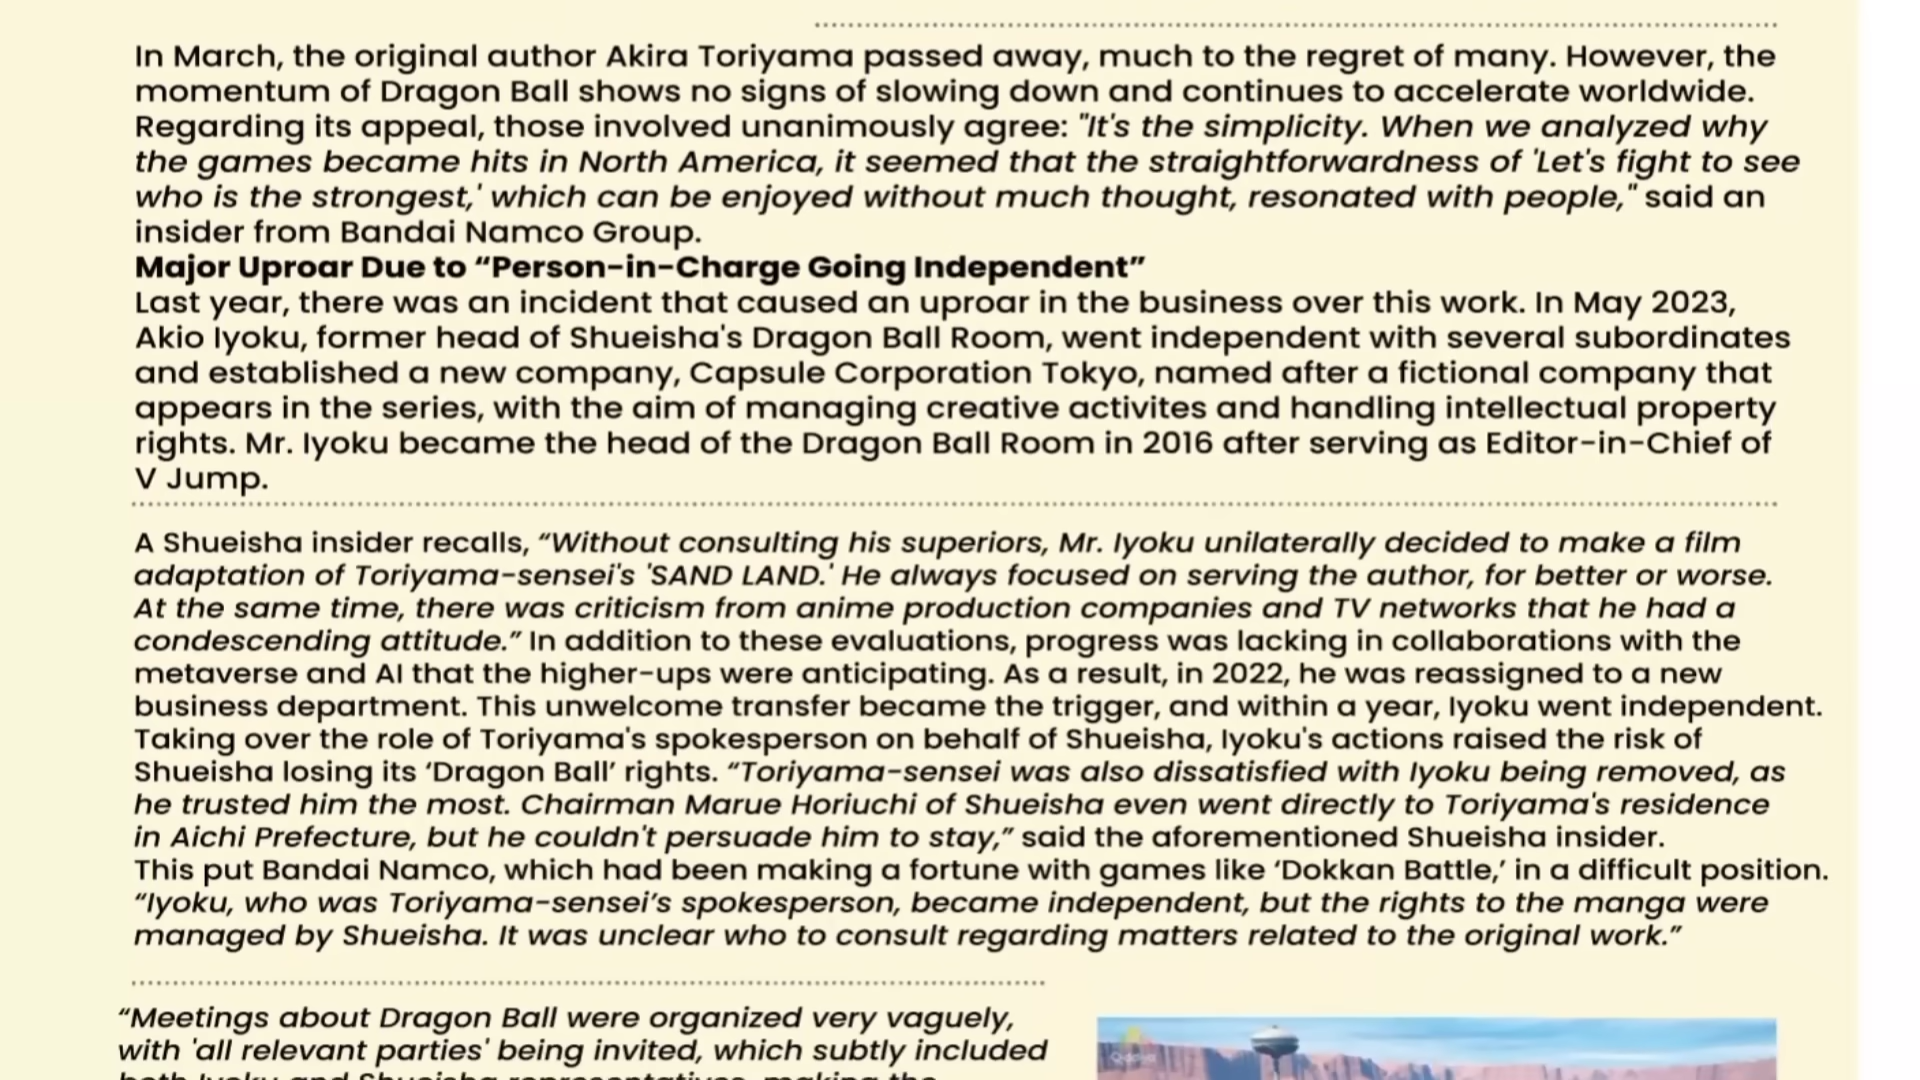 In March, the original author Akira Toriyama passed away, much to the regret of many. However, the
momentum of Dragon Ball shows no signs of slowing down and continues to accelerate worldwide.
Regarding its appeal, those involved unanimously agree: "It's the simplicity. When we analyzed why
the games became hits in North America, it seemed that the straightforwardness of 'Let's fight to see
who is the strongest,' which can be enjoyed without much thought, resonated with people," said an
insider from Bandai Namco Group.
Major Uproar Due to “Person-in-Charge Going Independent”
Last year, there was an incident that caused an uproar in the business over this work. In May 2023,
Akio Iyoku, former head of Shueisha's Dragon Ball Room, went independent with several subordinates
and established a new company, Capsule Corporation Tokyo, named after a fictional company that
appears in the series, with the aim of managing creative activites and handling intellectual property
rights. Mr. Iyoku became the head of the Dragon Ball Room in 2016 after serving as Editor-in-Chief of
V Jump.
A Shueisha insider recalls, “Without consulting his superiors, Mr. Iyoku unilaterally decided to make a film
adaptation of Toriyama-sensei's 'SAND LAND.' He always focused on serving the author, for better or worse.
At the same time, there was criticism from anime production companies and TV networks that he had a
condescending attitude.” In addition to these evaluations, progress was lacking in collaborations with the
metaverse and AI that the higher-ups were anticipating. As a result, in 2022, he was reassigned to a new
business department. This unwelcome transfer became the trigger, and within a year, Iyoku went independent.
Taking over the role of Toriyama's spokesperson on behalf of Shueisha, Iyoku's actions raised the risk of
Shueisha losing its ‘Dragon Ball’ rights. “Toriyama-sensei was also dissatisfied with Iyoku being removed, as
he trusted him the most. Chairman Marue Horiuchi of Shueisha even went directly to Toriyama's residence
in Aichi Prefecture, but he couldn't persuade him to stay,” said the aforementioned Shueisha insider.
This put Bandai Namco, which had been making a fortune with games like ‘Dokkan Battle,’ in a difficult position.
“Iyoku, who was Toriyama-sensei’s spokesperson, became independent, but the rights to the manga were
managed by Shueisha. It was unclear who to consult regarding matters related to the original work.”
“Meetings about Dragon Ball were organized very vaguely,
with 'all relevant parties' being invited, which subtly included
both Iyoku and Shueisha representatives, making the